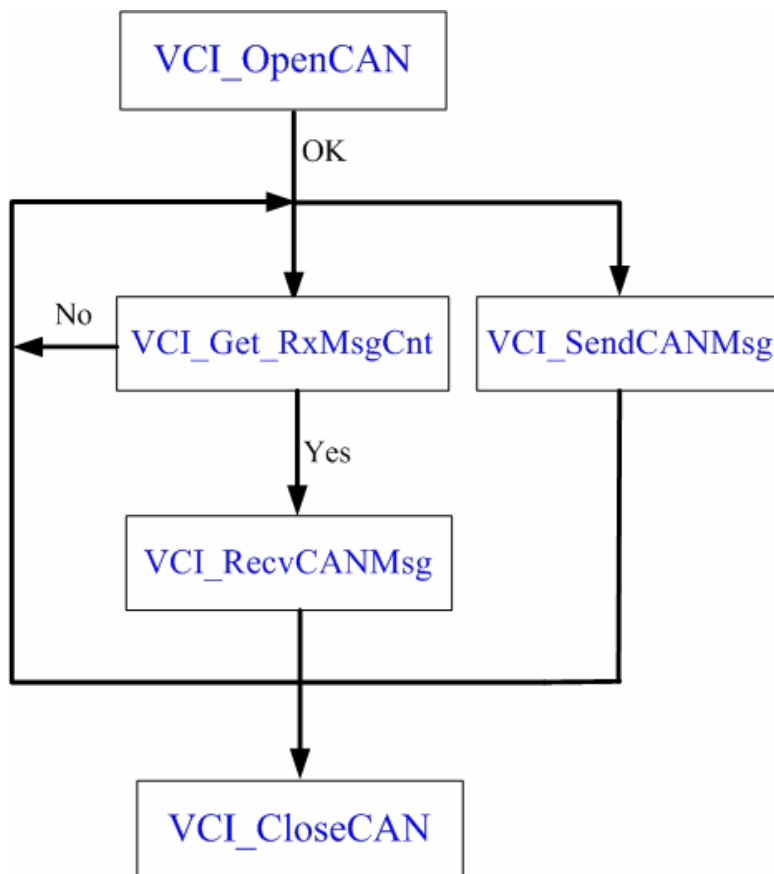 VCI_OpenCAN
OK
No
VCI_Get_RxMsgCnt
VCI_SendCANMsg
Yes
VCI_RecvCANMsg
VCI_CloseCAN